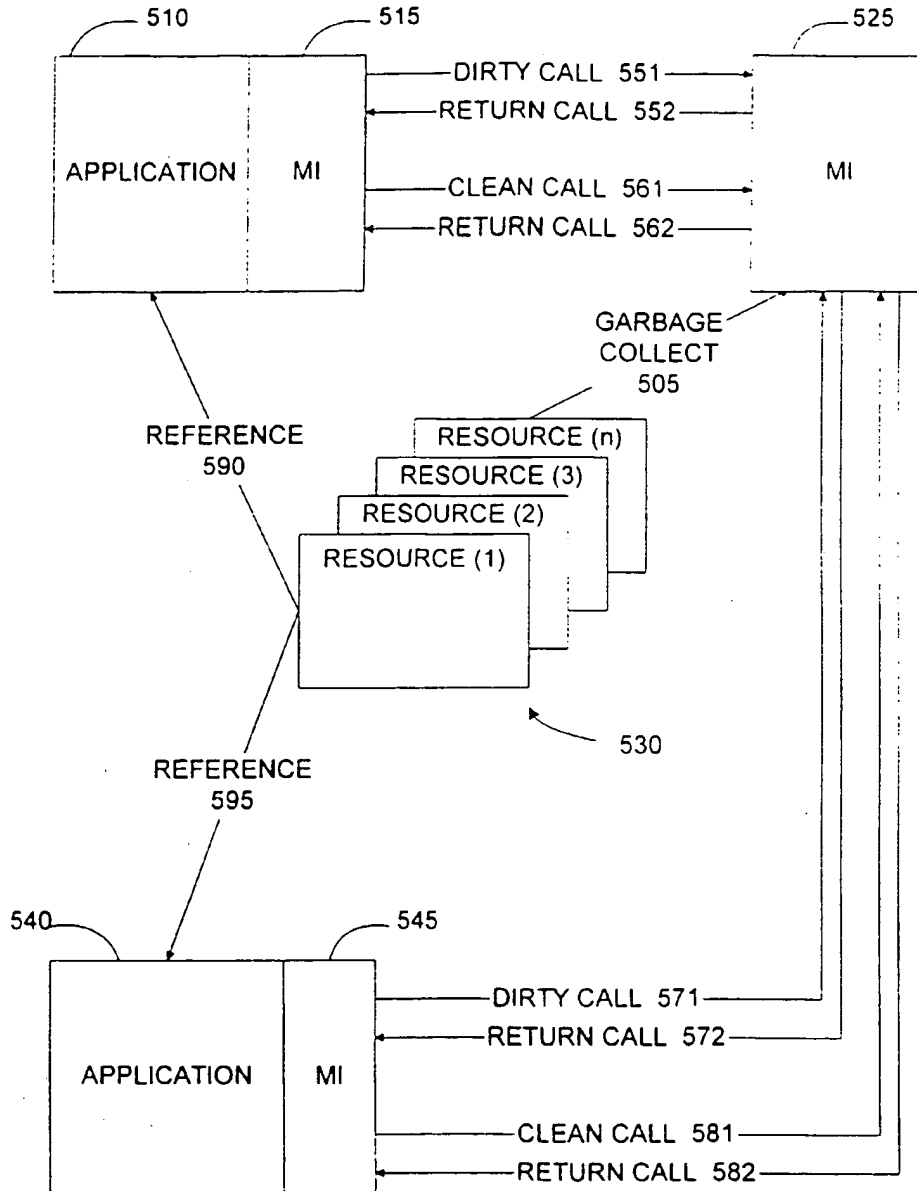 510
515
525
DIRTY CALL 551
RETURN CALL 552
APPLICATION
MI
MI
CLEAN CALL 561
RETURN CALL 562
GARBAGE
COLLECT
505
REFERENCE
590
RESOURCE (n)
RESOURCE (3)
RESOURCE (2)
RESOURCE (1)
530
REFERENCE
595
540
545
DIRTY CALL 571
RETURN CALL 572
APPLICATION
MI
CLEAN CALL 581
RETURN CALL 582